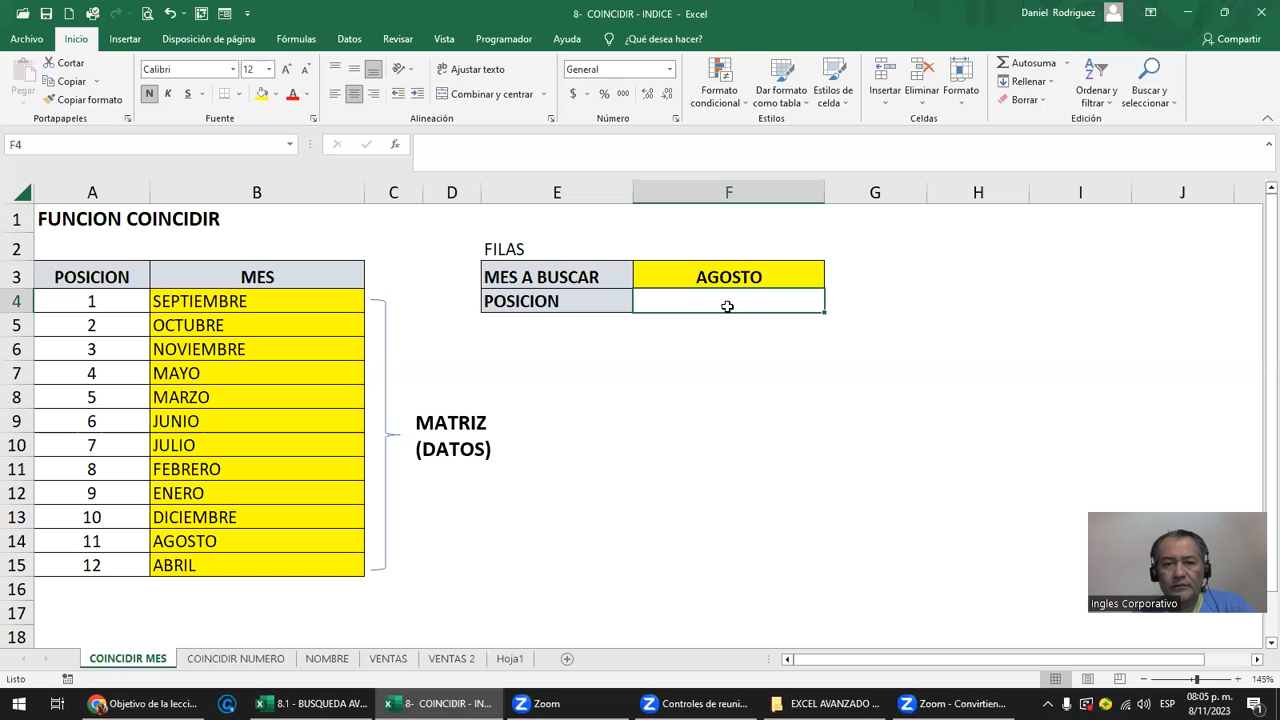 8- COINCIDIR - INDICE - Excel
Daniel Rodriguez
Archivo Inicio Insertar Disposición de página Fórmulas Datos Revisar Vista Programador Ayuda ¿Qué desea hacer? Compartir
Pegar
Cortar
Copiar
Copiar formato
Portapapeles
Calibri 12
N K S
Fuente
Ajustar texto
Combinar y centrar
Alineación
General
$ % 000
Número
Formato condicional
Dar formato como tabla
Estilos de celda
Estilos
Insertar Eliminar Formato
Celdas
Autosuma
Rellenar
Borrar
Ordenar y filtrar
Buscar y seleccionar
Edición
F4
fx
A B C D E F G H I J
1 FUNCION COINCIDIR
2 FILAS
3 POSICION MES MES A BUSCAR AGOSTO
4 1 SEPTIEMBRE POSICION
5 2 OCTUBRE
6 3 NOVIEMBRE
7 4 MAYO
8 5 MARZO
9 6 JUNIO MATRIZ
10 7 JULIO (DATOS)
11 8 FEBRERO
12 9 ENERO
13 10 DICIEMBRE
14 11 AGOSTO
15 12 ABRIL
16
17
18
Ingles Corporativo
COINCIDIR MES COINCIDIR NUMERO NOMBRE VENTAS VENTAS 2 Hoja1
Listo
145%
Objetivo de la lecci...
8.1 - BUSQUEDA AV...
8- COINCIDIR - IN...
Zoom
Controles de reuni...
EXCEL AVANZADO ...
Zoom - Convirtien...
ESP
08:05 p. m.
8/11/2023